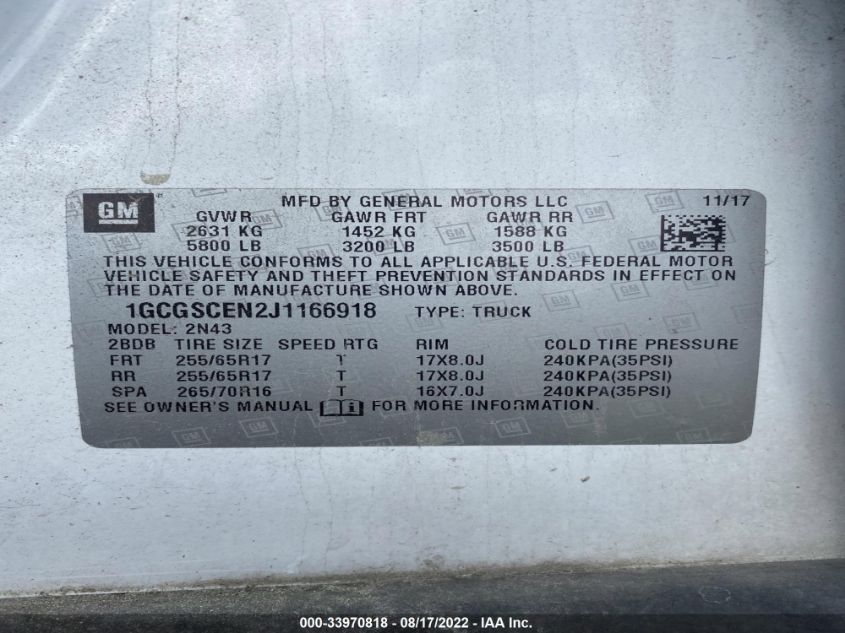 GM
MFD BY GENERAL MOTORS LLC 11/17
GVWR GAWR FRT GAWR RR
2631 KG 1452 KG 1588 KG
5800 LB 3200 LB 3500 LB
THIS VEHICLE CONFORMS TO ALL APPLICABLE U.S. FEDERAL MOTOR
VEHICLE SAFETY AND THEFT PREVENTION STANDARDS IN EFFECT ON
THE DATE OF MANUFACTURE SHOWN ABOVE.
1GCGSCEN2J1166918 TYPE: TRUCK
MODEL: 2N43
2BDB TIRE SIZE SPEED RTG RIM COLD TIRE PRESSURE
FRT 255/65R17 T 17X8.0J 240KPA(35PSI)
RR 255/65R17 T 17X8.0J 240KPA(35PSI)
SPA 265/70R16 T 16X7.0J 240KPA(35PSI)
SEE OWNER'S MANUAL FOR MORE INFORMATION.
000-33970818 - 08/17/2022 - IAA Inc.